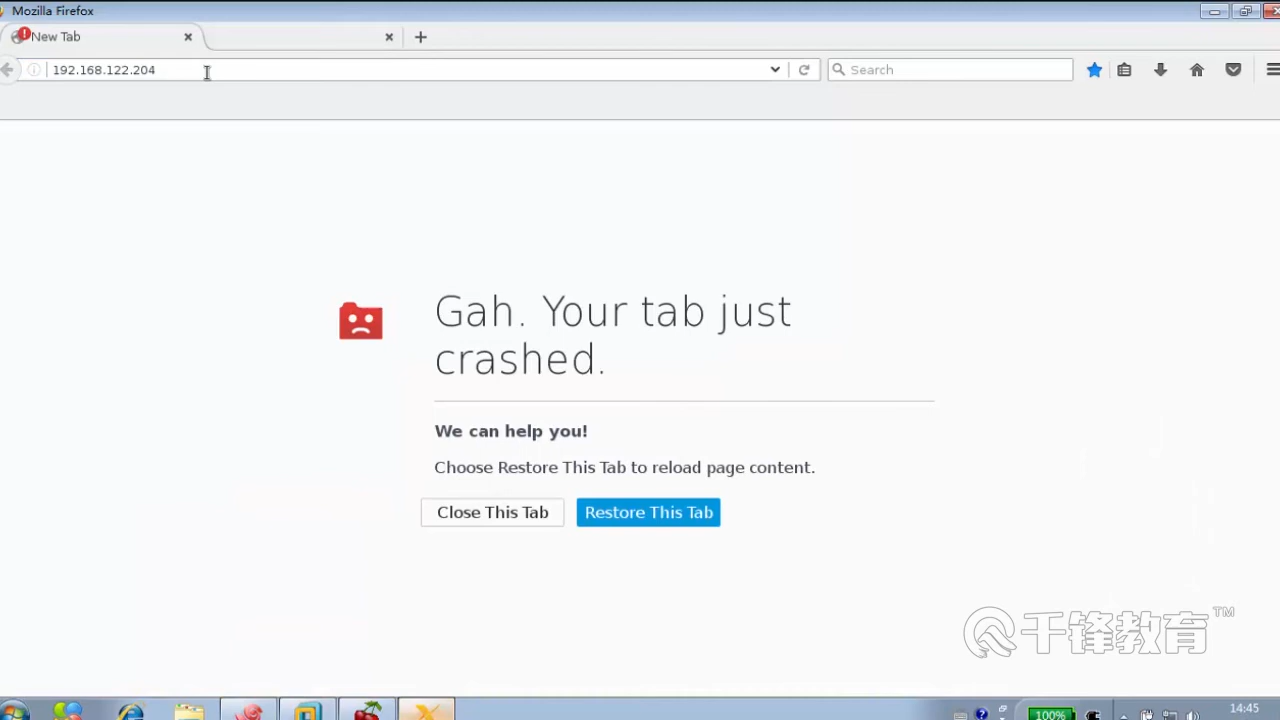 Mozilla Firefox
New Tab
192.168.122.204
Search
Gah. Your tab just
crashed.
We can help you!
Choose Restore This Tab to reload page content.
Close This Tab
Restore This Tab
千锋教育™
100%
14:45